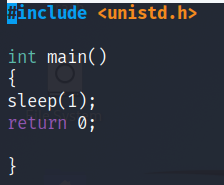 #include <unistd.h>
int main()
{
sleep(1);
return 0;
}